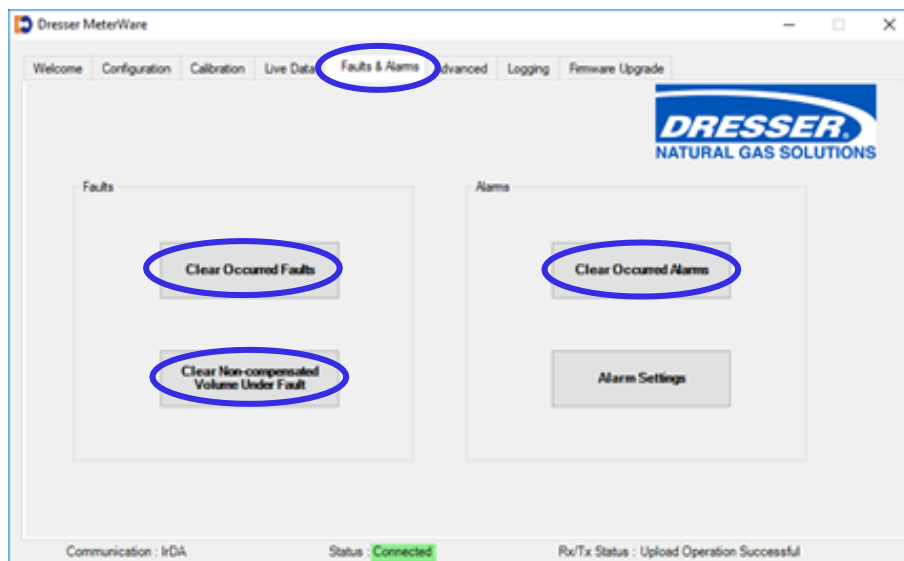 Dresser MeterWare
Welcome Configuration Calibration Live Data Faults & Alarms Advanced Logging Firmware Upgrade
DRESSER.
NATURAL GAS SOLUTIONS
Faults
Alarms
Clear Occurred Faults
Clear Occurred Alarms
Clear Non-compensated
Volume Under Fault
Alarm Settings
Communication : IrDA Status : Connected Rx/Tx Status : Upload Operation Successful